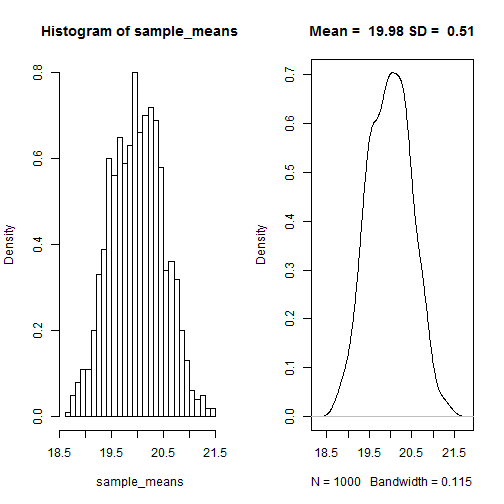 Histogram of sample_means
Density
0.0
0.2
0.4
0.6
0.8
18.5 19.5 20.5 21.5
sample_means
Mean =  19.98 SD =  0.51
Density
0.0
0.1
0.2
0.3
0.4
0.5
0.6
0.7
18.5 19.5 20.5 21.5
N = 1000   Bandwidth = 0.115